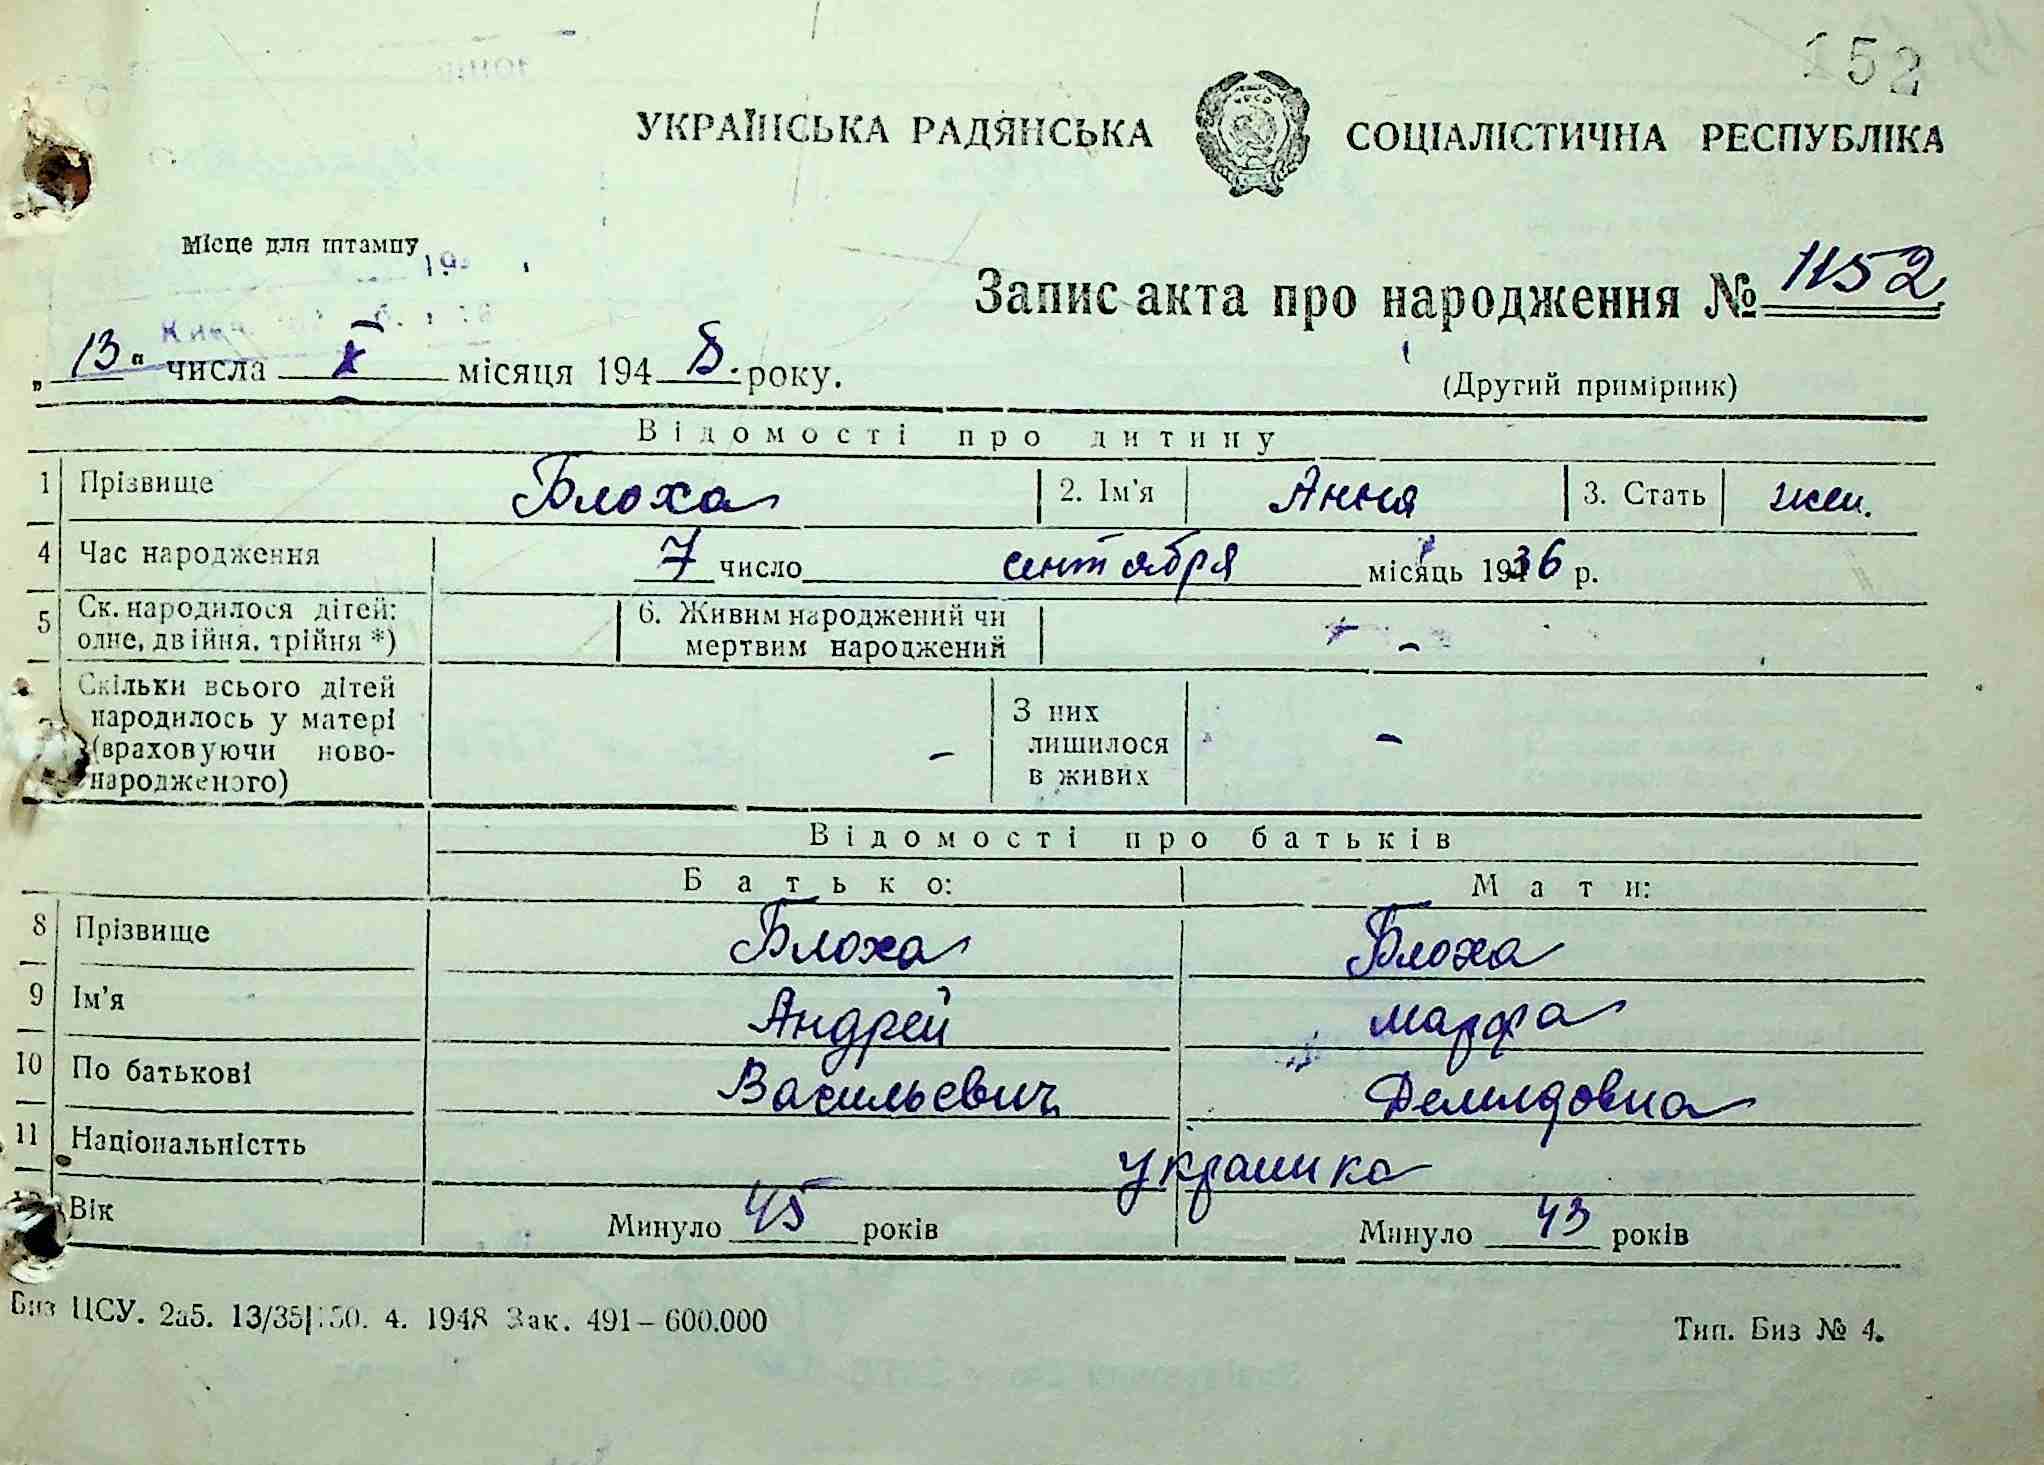 152
УКРАЇНСЬКА РАДЯНСЬКА СОЦІАЛІСТИЧНА РЕСПУБЛІКА
Місце для штампу
Запис акта про народження № 1152
„13" числа X місяця 1948. року.
(Другий примірник)
Відомості про дитину
1 Прізвище Блоха 2. Ім'я Анна 3. Стать жен.
4 Час народження 7 число сентября місяць 1936 р.
5 Ск. народилося дітей: одне, двійня, трійня *) 6. Живим народжений чи мертвим народжений -
Скільки всього дітей народилось у матері (враховуючи ново-народженого) - З них лишилося в живих -
Відомості про батьків
Батько: Мати:
8 Прізвище Блоха Блоха
9 Ім'я Андрей Марфа
10 По батькові Васильевич Демидовна
11 Національністть украинка
Вік Минуло 45 років Минуло 43 років
Биз ЦСУ. 2а5. 4. 1948 Зак. 491-600.000 Тип. Биз № 4.